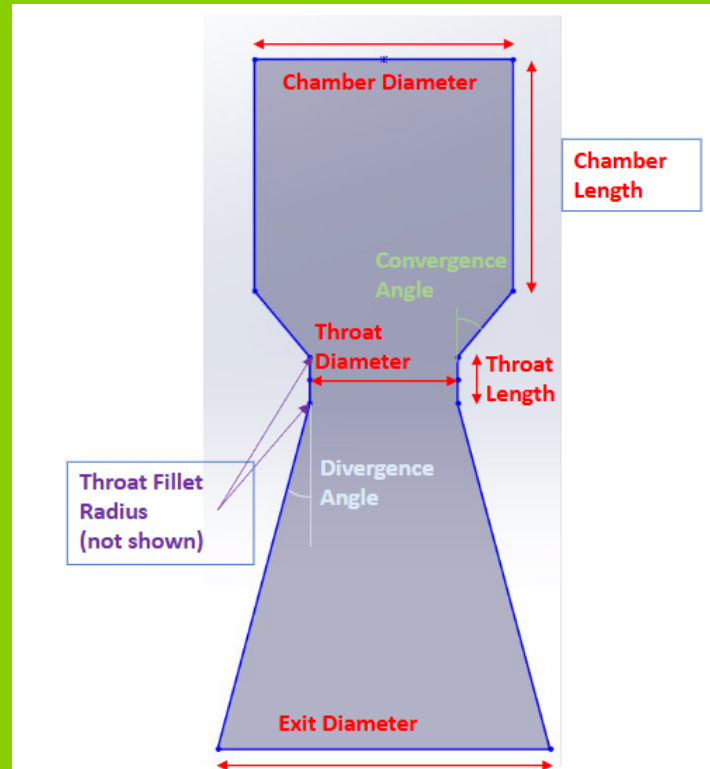 Chamber Diameter
Chamber
Length
Convergence
Angle
Throat
Diameter
Throat
Length
Divergence
Angle
Throat Fillet
Radius
(not shown)
Exit Diameter